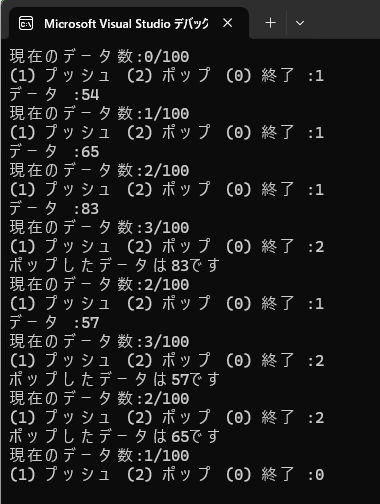 Microsoft Visual Studio デバッグ
現在のデータ数:0/100
(1) プッシュ (2) ポップ (0) 終了 :1
データ :54
現在のデータ数:1/100
(1) プッシュ (2) ポップ (0) 終了 :1
データ :65
現在のデータ数:2/100
(1) プッシュ (2) ポップ (0) 終了 :1
データ :83
現在のデータ数:3/100
(1) プッシュ (2) ポップ (0) 終了 :2
ポップしたデータは83です
現在のデータ数:2/100
(1) プッシュ (2) ポップ (0) 終了 :1
データ :57
現在のデータ数:3/100
(1) プッシュ (2) ポップ (0) 終了 :2
ポップしたデータは57です
現在のデータ数:2/100
(1) プッシュ (2) ポップ (0) 終了 :2
ポップしたデータは65です
現在のデータ数:1/100
(1) プッシュ (2) ポップ (0) 終了 :0